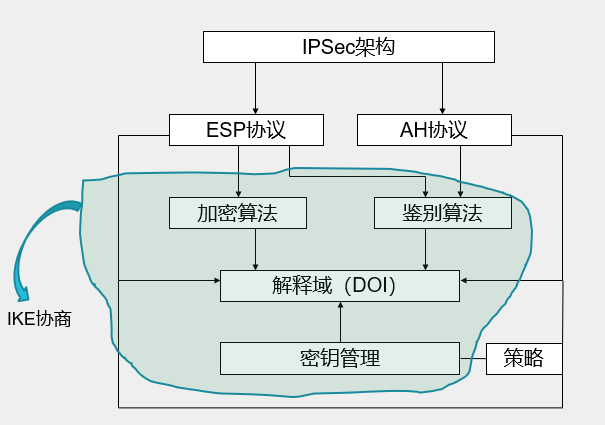 IPSec架构
ESP协议
AH协议
加密算法
鉴别算法
解释域（DOI）
IKE协商
密钥管理
策略